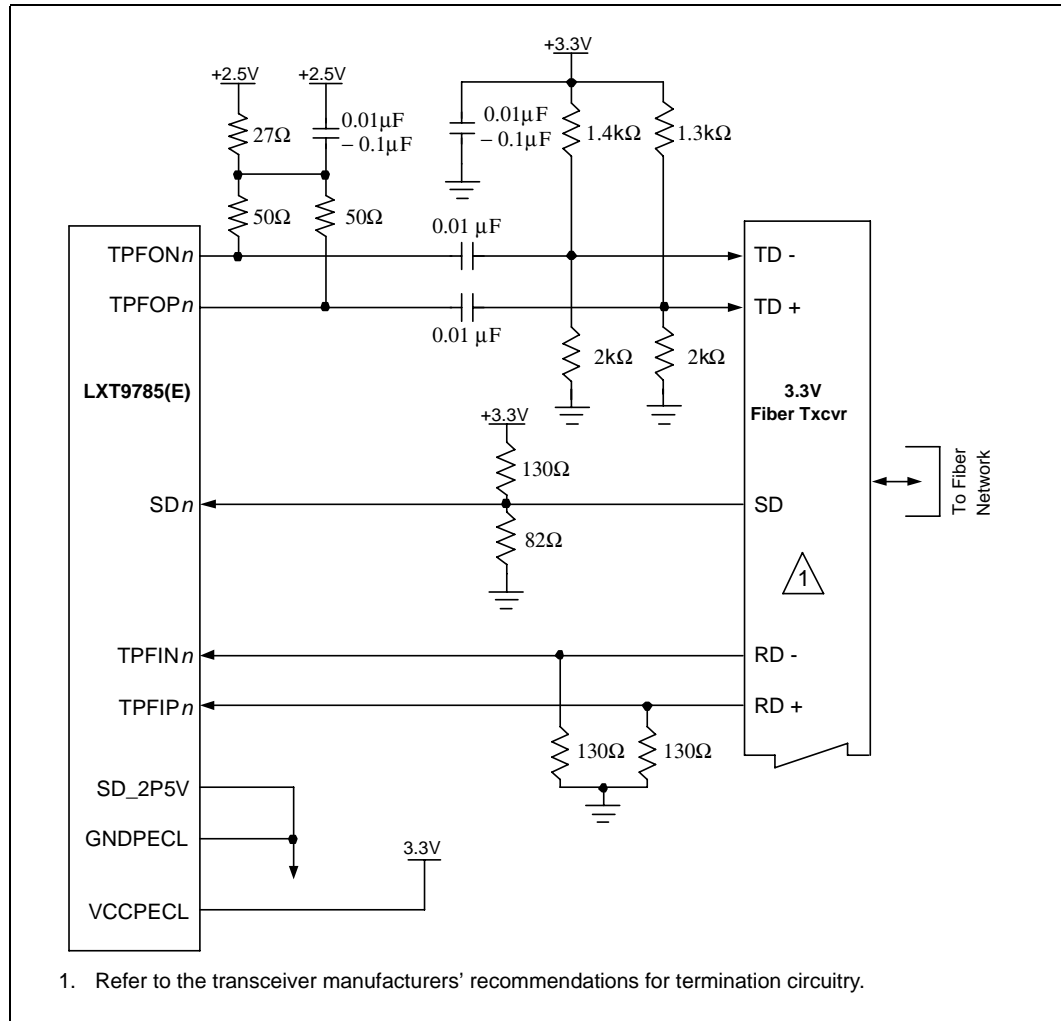 +3.3V
+2.5V
+2.5V
0.01µF
– 0.1µF
27Ω
0.01µF
– 0.1µF
1.4kΩ
1.3kΩ
50Ω
50Ω
0.01 µF
TPFONn
TD -
TPFOPn
TD +
0.01 µF
2kΩ
2kΩ
LXT9785(E)
3.3V
Fiber Txcvr
+3.3V
130Ω
To Fiber
Network
SDn
SD
82Ω
1
TPFINn
RD -
TPFIPn
RD +
130Ω
130Ω
SD_2P5V
GNDPECL
3.3V
VCCPECL
1. Refer to the transceiver manufacturers’ recommendations for termination circuitry.